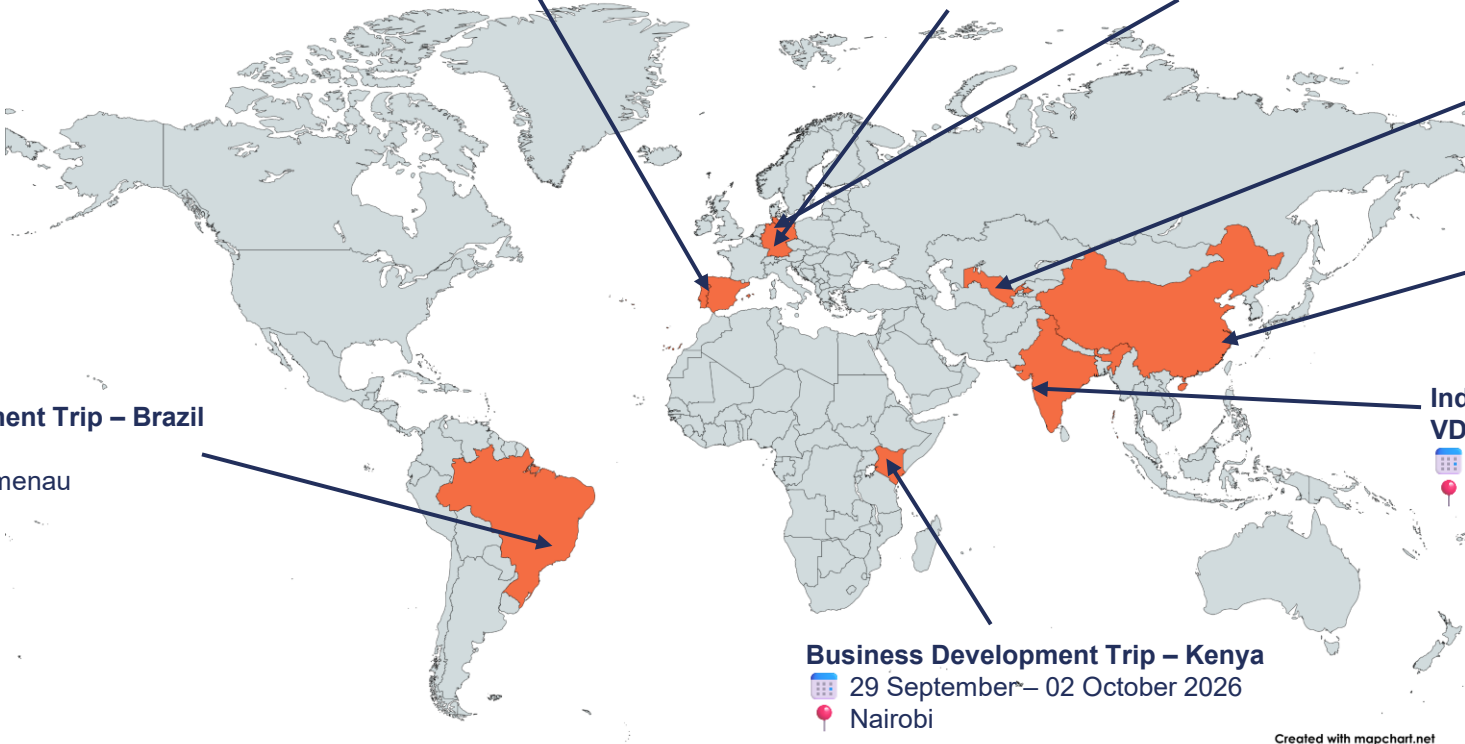 ment Trip – Brazil
menau
Ind
VD
Business Development Trip – Kenya
29 September – 02 October 2026
Nairobi
Created with mapchart.net